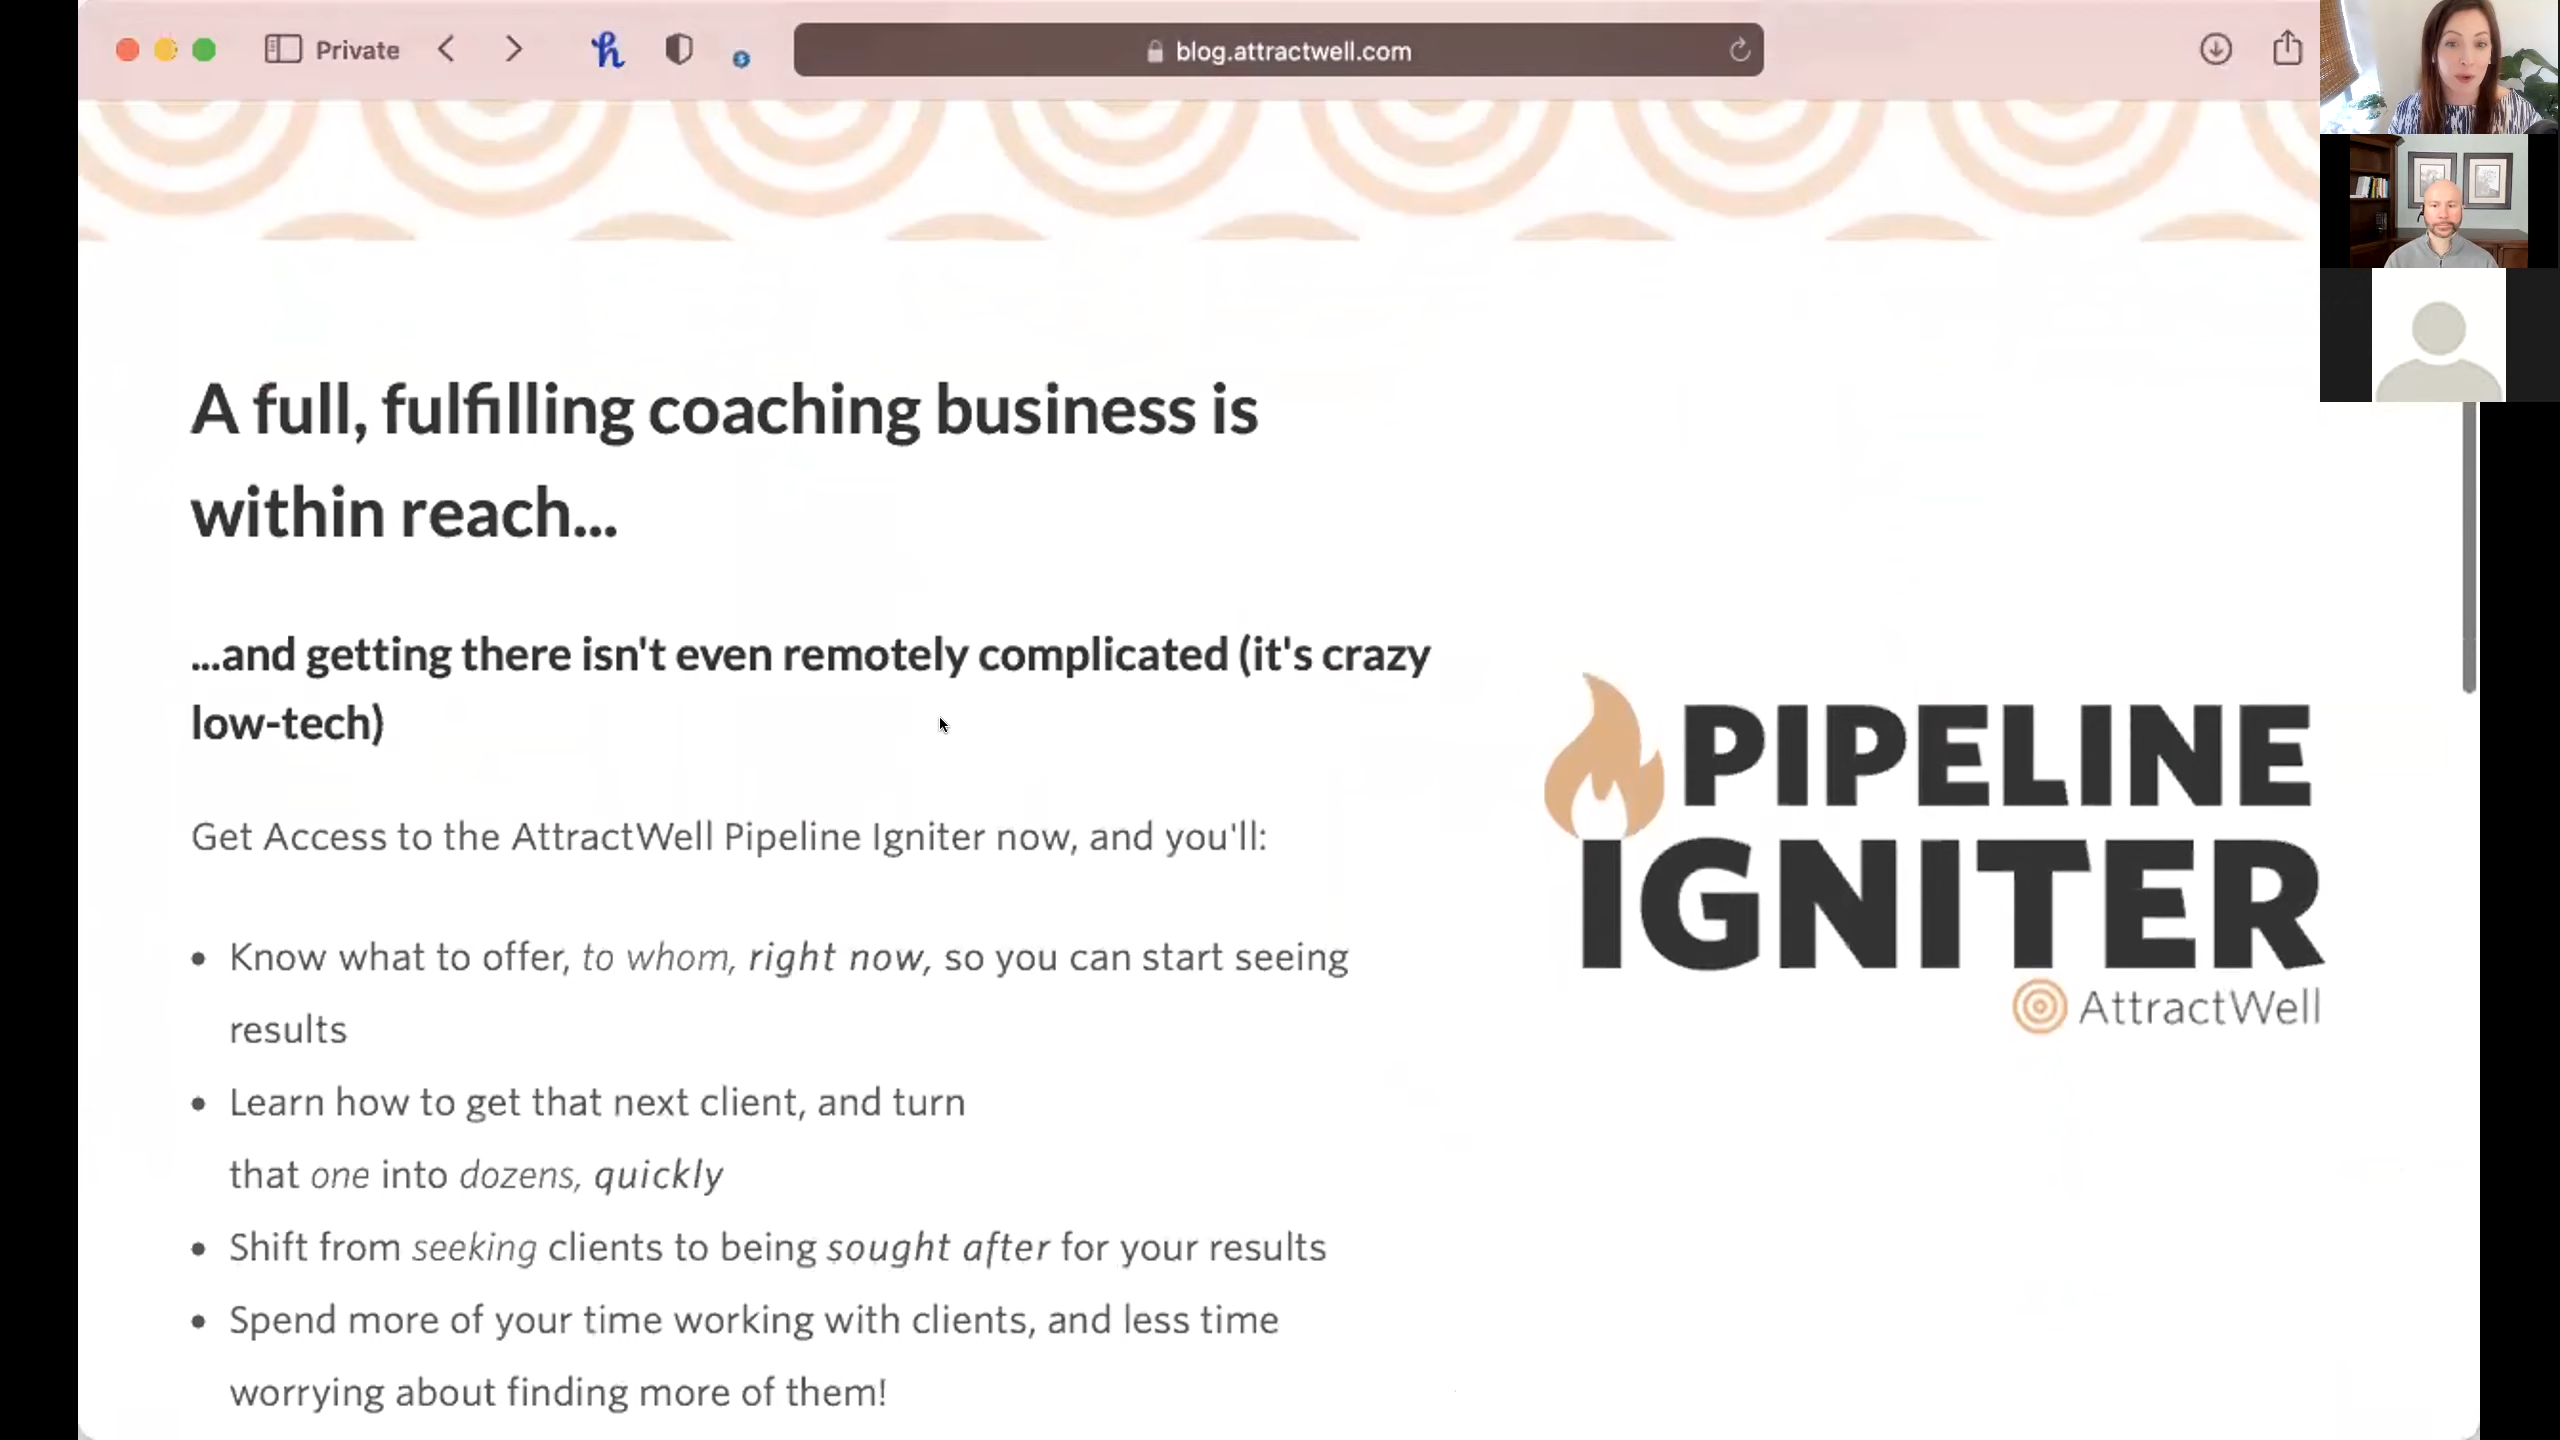 Private
blog.attractwell.com
A full, fulfilling coaching business is
within reach...
...and getting there isn't even remotely complicated (it's crazy
low-tech)
Get Access to the AttractWell Pipeline Igniter now, and you'll:
• Know what to offer, to whom, right now, so you can start seeing
results
• Learn how to get that next client, and turn
that one into dozens, quickly
• Shift from seeking clients to being sought after for your results
• Spend more of your time working with clients, and less time
worrying about finding more of them!
PIPELINE
IGNITER
AttractWell